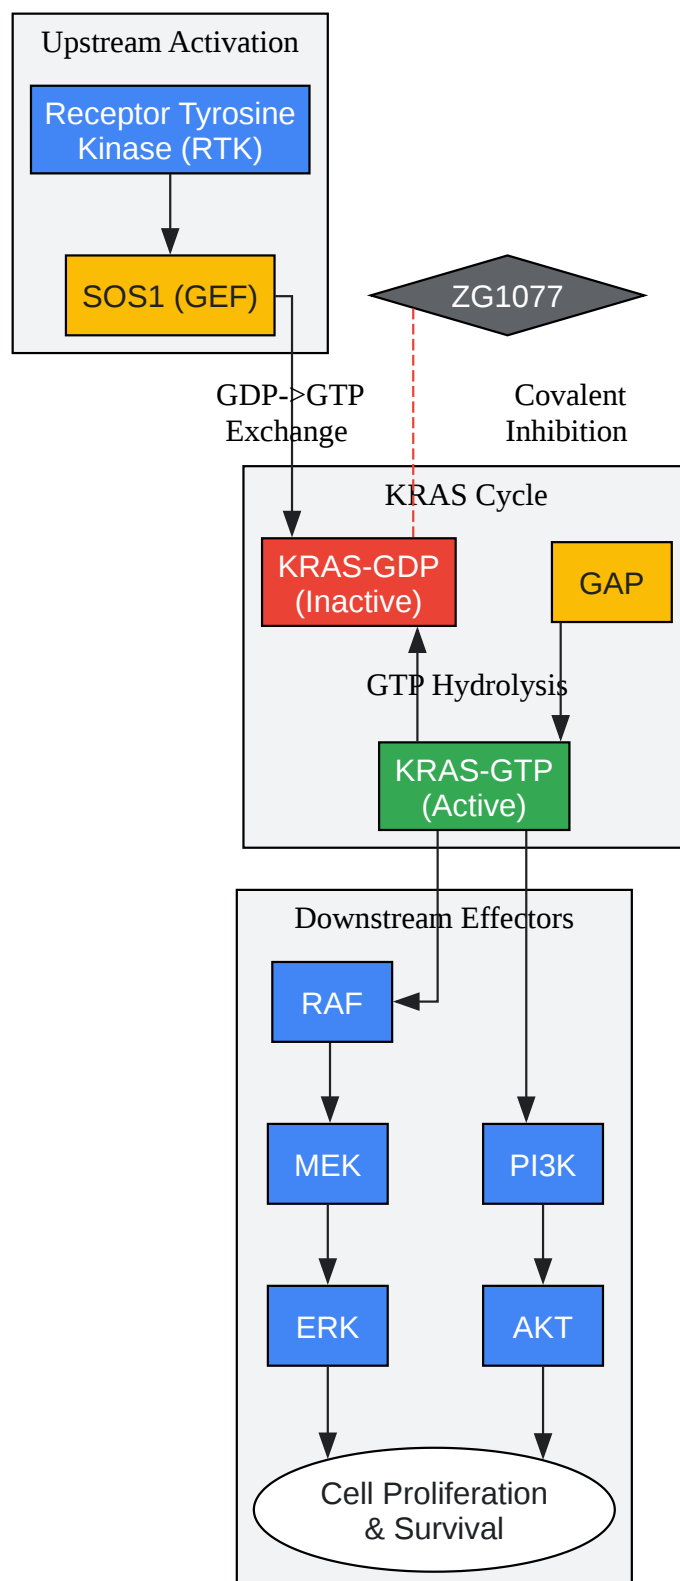 Upstream Activation
Receptor Tyrosine
Kinase (RTK)
SOS1 (GEF)
ZG1077
GDP->GTP
Exchange
Covalent
Inhibition
KRAS Cycle
KRAS-GDP
(Inactive)
GAP
GTP Hydrolysis
KRAS-GTP
(Active)
Downstream Effectors
RAF
MEK
PI3K
ERK
AKT
Cell Proliferation
& Survival